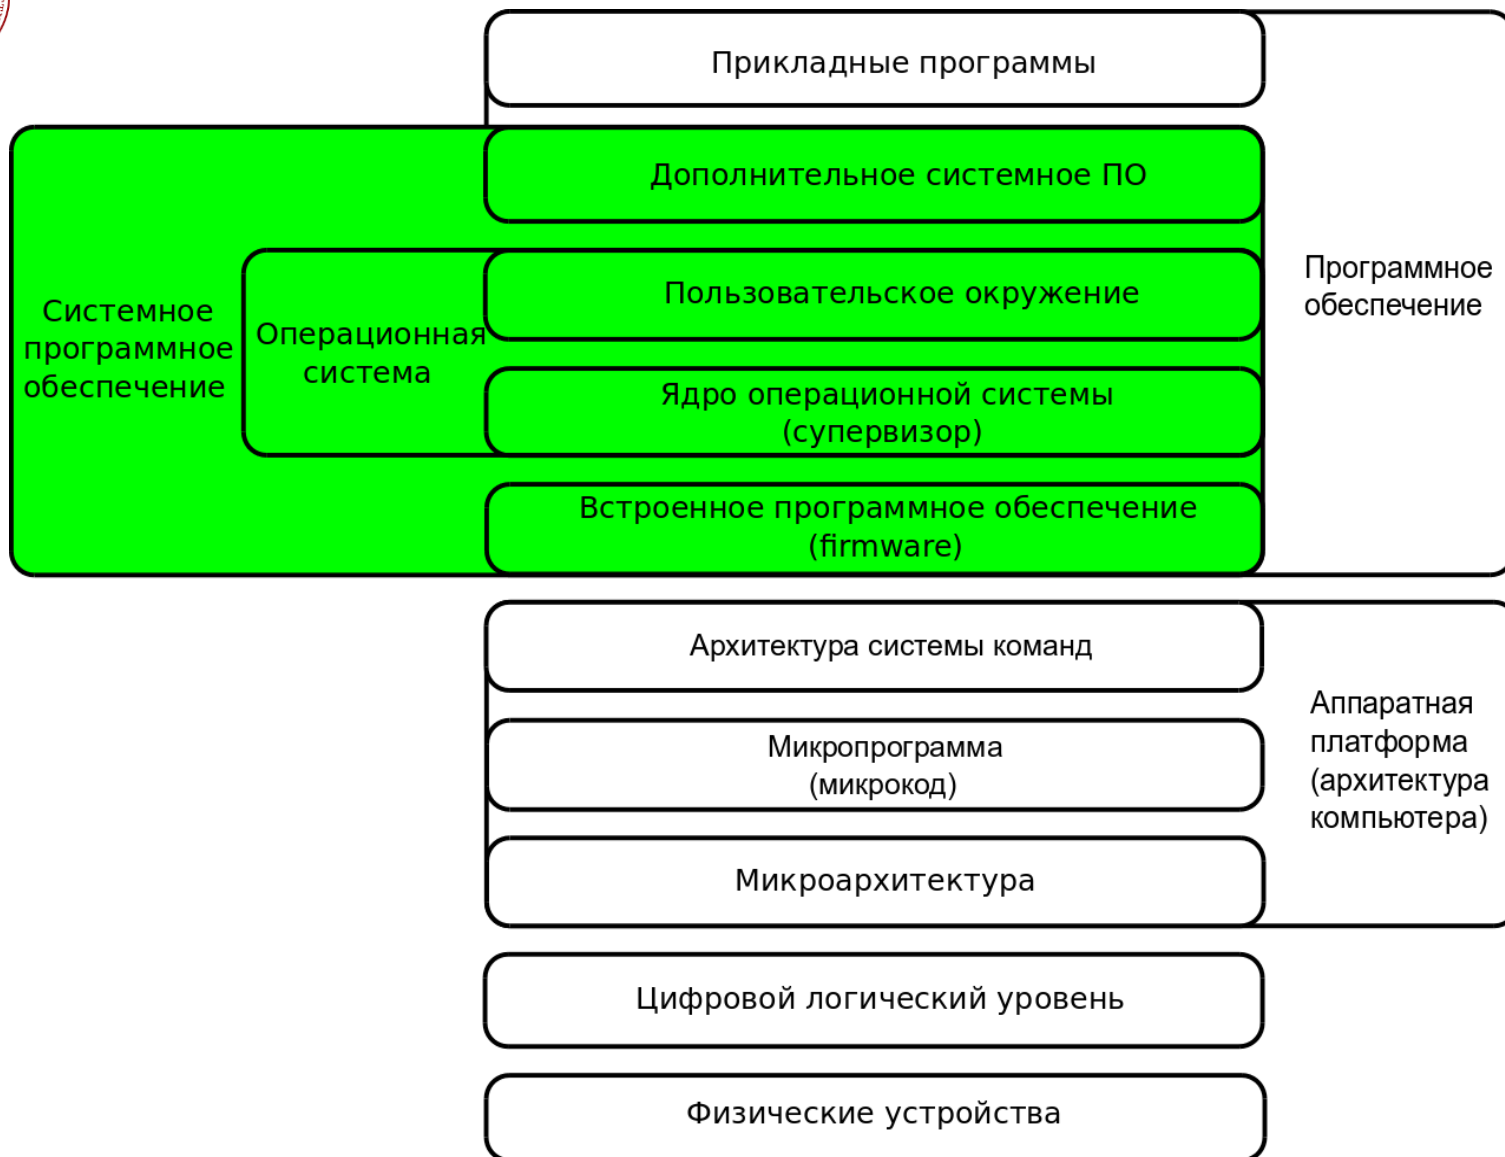 Прикладные программы
Дополнительное системное ПО
Пользовательское окружение
Программное
обеспечение
Системное
программное
обеспечение
Операционная
система
Ядро операционной системы
(супервизор)
Встроенное программное обеспечение
(firmware)
Архитектура системы команд
Микропрограмма
(микрокод)
Аппаратная
платформа
(архитектура
компьютера)
Микроархитектура
Цифровой логический уровень
Физические устройства